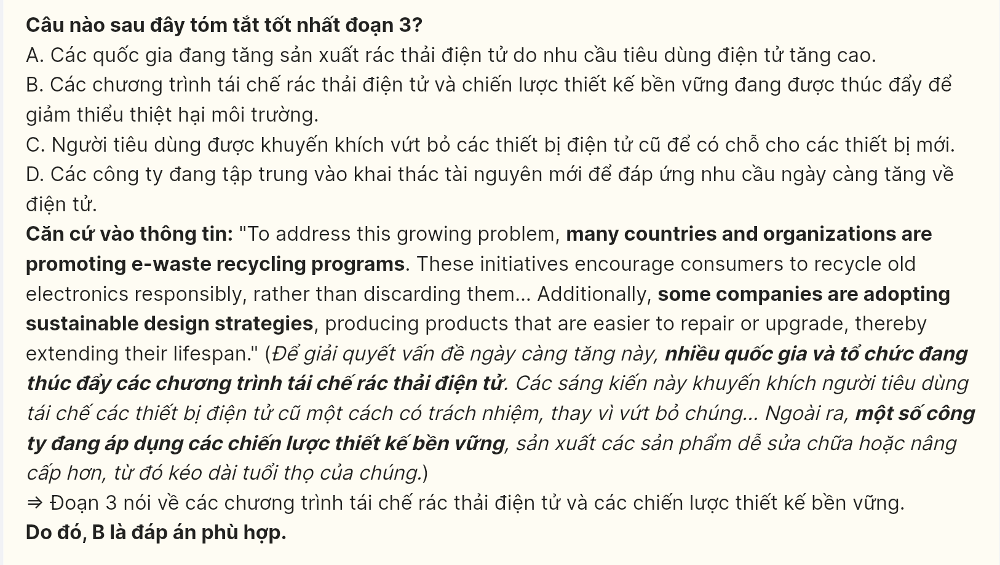 Câu nào sau đây tóm tắt tốt nhất đoạn 3?
A. Các quốc gia đang tăng sản xuất rác thải điện tử do nhu cầu tiêu dùng điện tử tăng cao.
B. Các chương trình tái chế rác thải điện tử và chiến lược thiết kế bền vững đang được thúc đẩy để
giảm thiểu thiệt hại môi trường.
C. Người tiêu dùng được khuyến khích vứt bỏ các thiết bị điện tử cũ để có chỗ cho các thiết bị mới.
D. Các công ty đang tập trung vào khai thác tài nguyên mới để đáp ứng nhu cầu ngày càng tăng về
điện tử.
Căn cứ vào thông tin: "To address this growing problem, many countries and organizations are
promoting e-waste recycling programs. These initiatives encourage consumers to recycle old
electronics responsibly, rather than discarding them... Additionally, some companies are adopting
sustainable design strategies, producing products that are easier to repair or upgrade, thereby
extending their lifespan." (Để giải quyết vấn đề ngày càng tăng này, nhiều quốc gia và tổ chức đang
thúc đẩy các chương trình tái chế rác thải điện tử. Các sáng kiến này khuyến khích người tiêu dùng
tái chế các thiết bị điện tử cũ một cách có trách nhiệm, thay vì vứt bỏ chúng... Ngoài ra, một số công
ty đang áp dụng các chiến lược thiết kế bền vững, sản xuất các sản phẩm dễ sửa chữa hoặc nâng
cấp hơn, từ đó kéo dài tuổi thọ của chúng.)
⇒ Đoạn 3 nói về các chương trình tái chế rác thải điện tử và các chiến lược thiết kế bền vững.
Do đó, B là đáp án phù hợp.